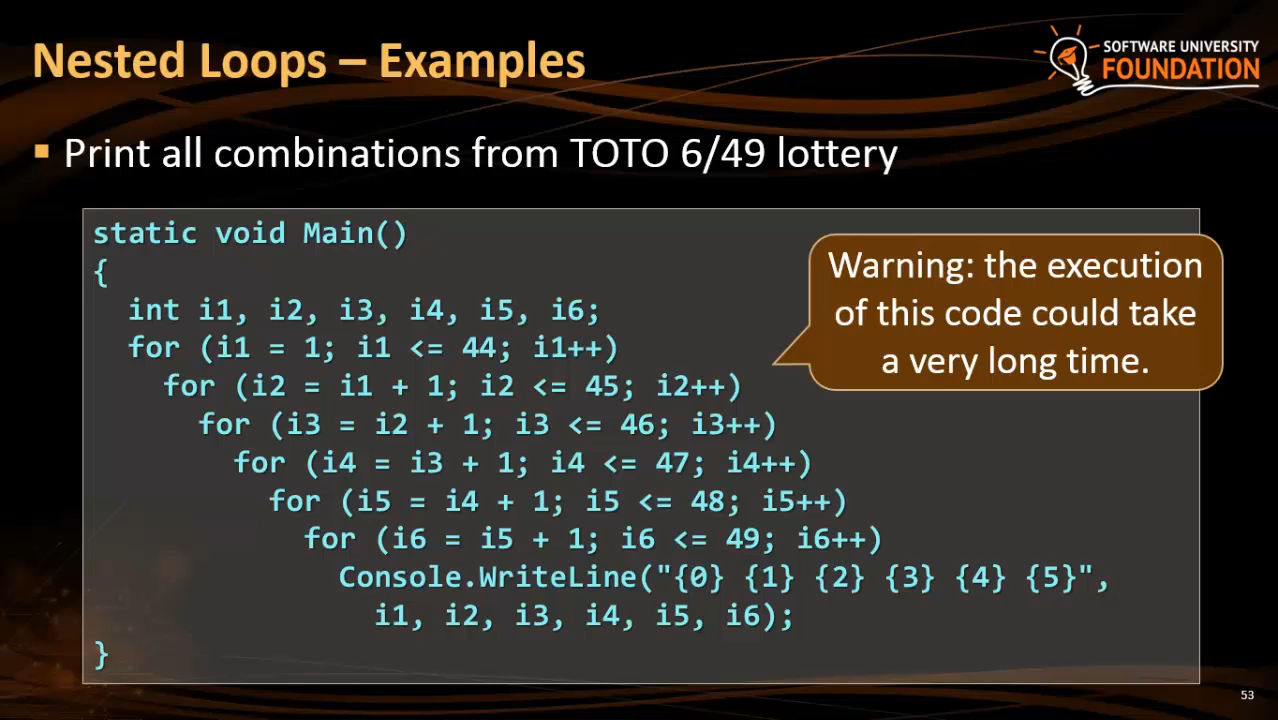 Nested Loops – Examples
SOFTWARE UNIVERSITY
FOUNDATION
▪ Print all combinations from TOTO 6/49 lottery
static void Main()
{
int i1, i2, i3, i4, i5, i6;
for (i1 = 1; i1 <= 44; i1++)
for (i2 = i1 + 1; i2 <= 45; i2++)
for (i3 = i2 + 1; i3 <= 46; i3++)
for (i4 = i3 + 1; i4 <= 47; i4++)
for (i5 = i4 + 1; i5 <= 48; i5++)
for (i6 = i5 + 1; i6 <= 49; i6++)
Console.WriteLine("{0} {1} {2} {3} {4} {5}",
i1, i2, i3, i4, i5, i6);
}
Warning: the execution
of this code could take
a very long time.
53